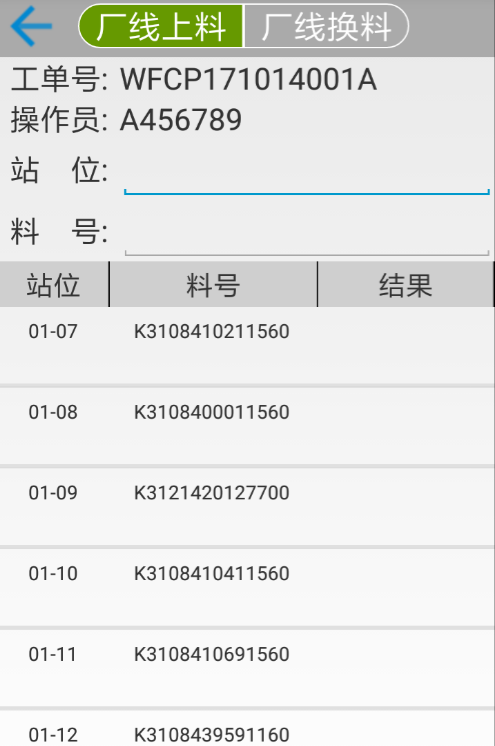 厂线上料 厂线换料
工单号: WFCP171014001A
操作员: A456789
站 位:
料 号:
站位 料号 结果
01-07 K3108410211560
01-08 K3108400011560
01-09 K3121420127700
01-10 K3108410411560
01-11 K3108410691560
01-12 K3108439591160